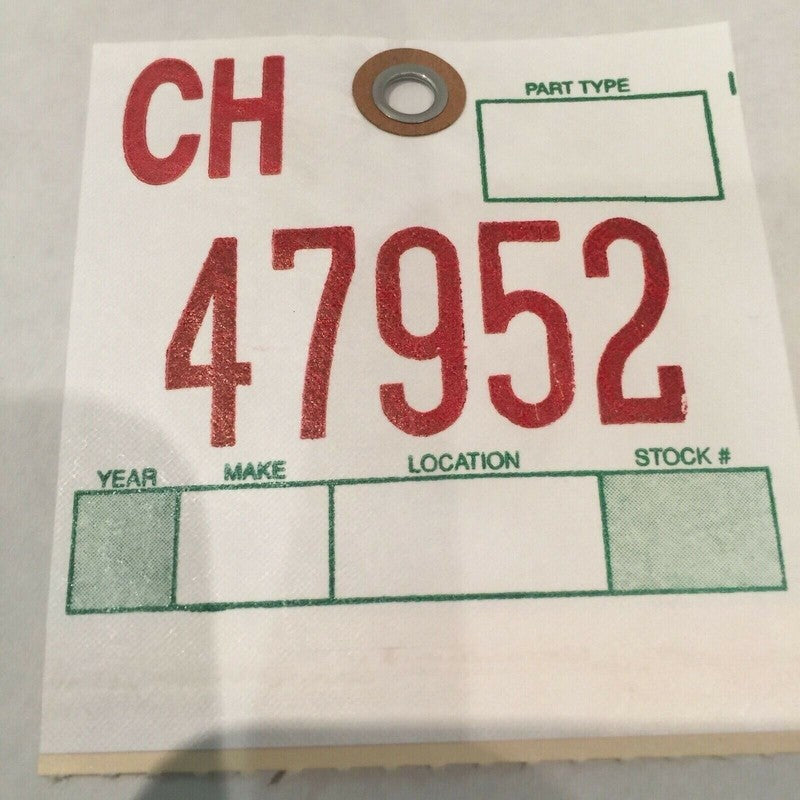 CH
PART TYPE
47952
YEAR MAKE LOCATION STOCK #